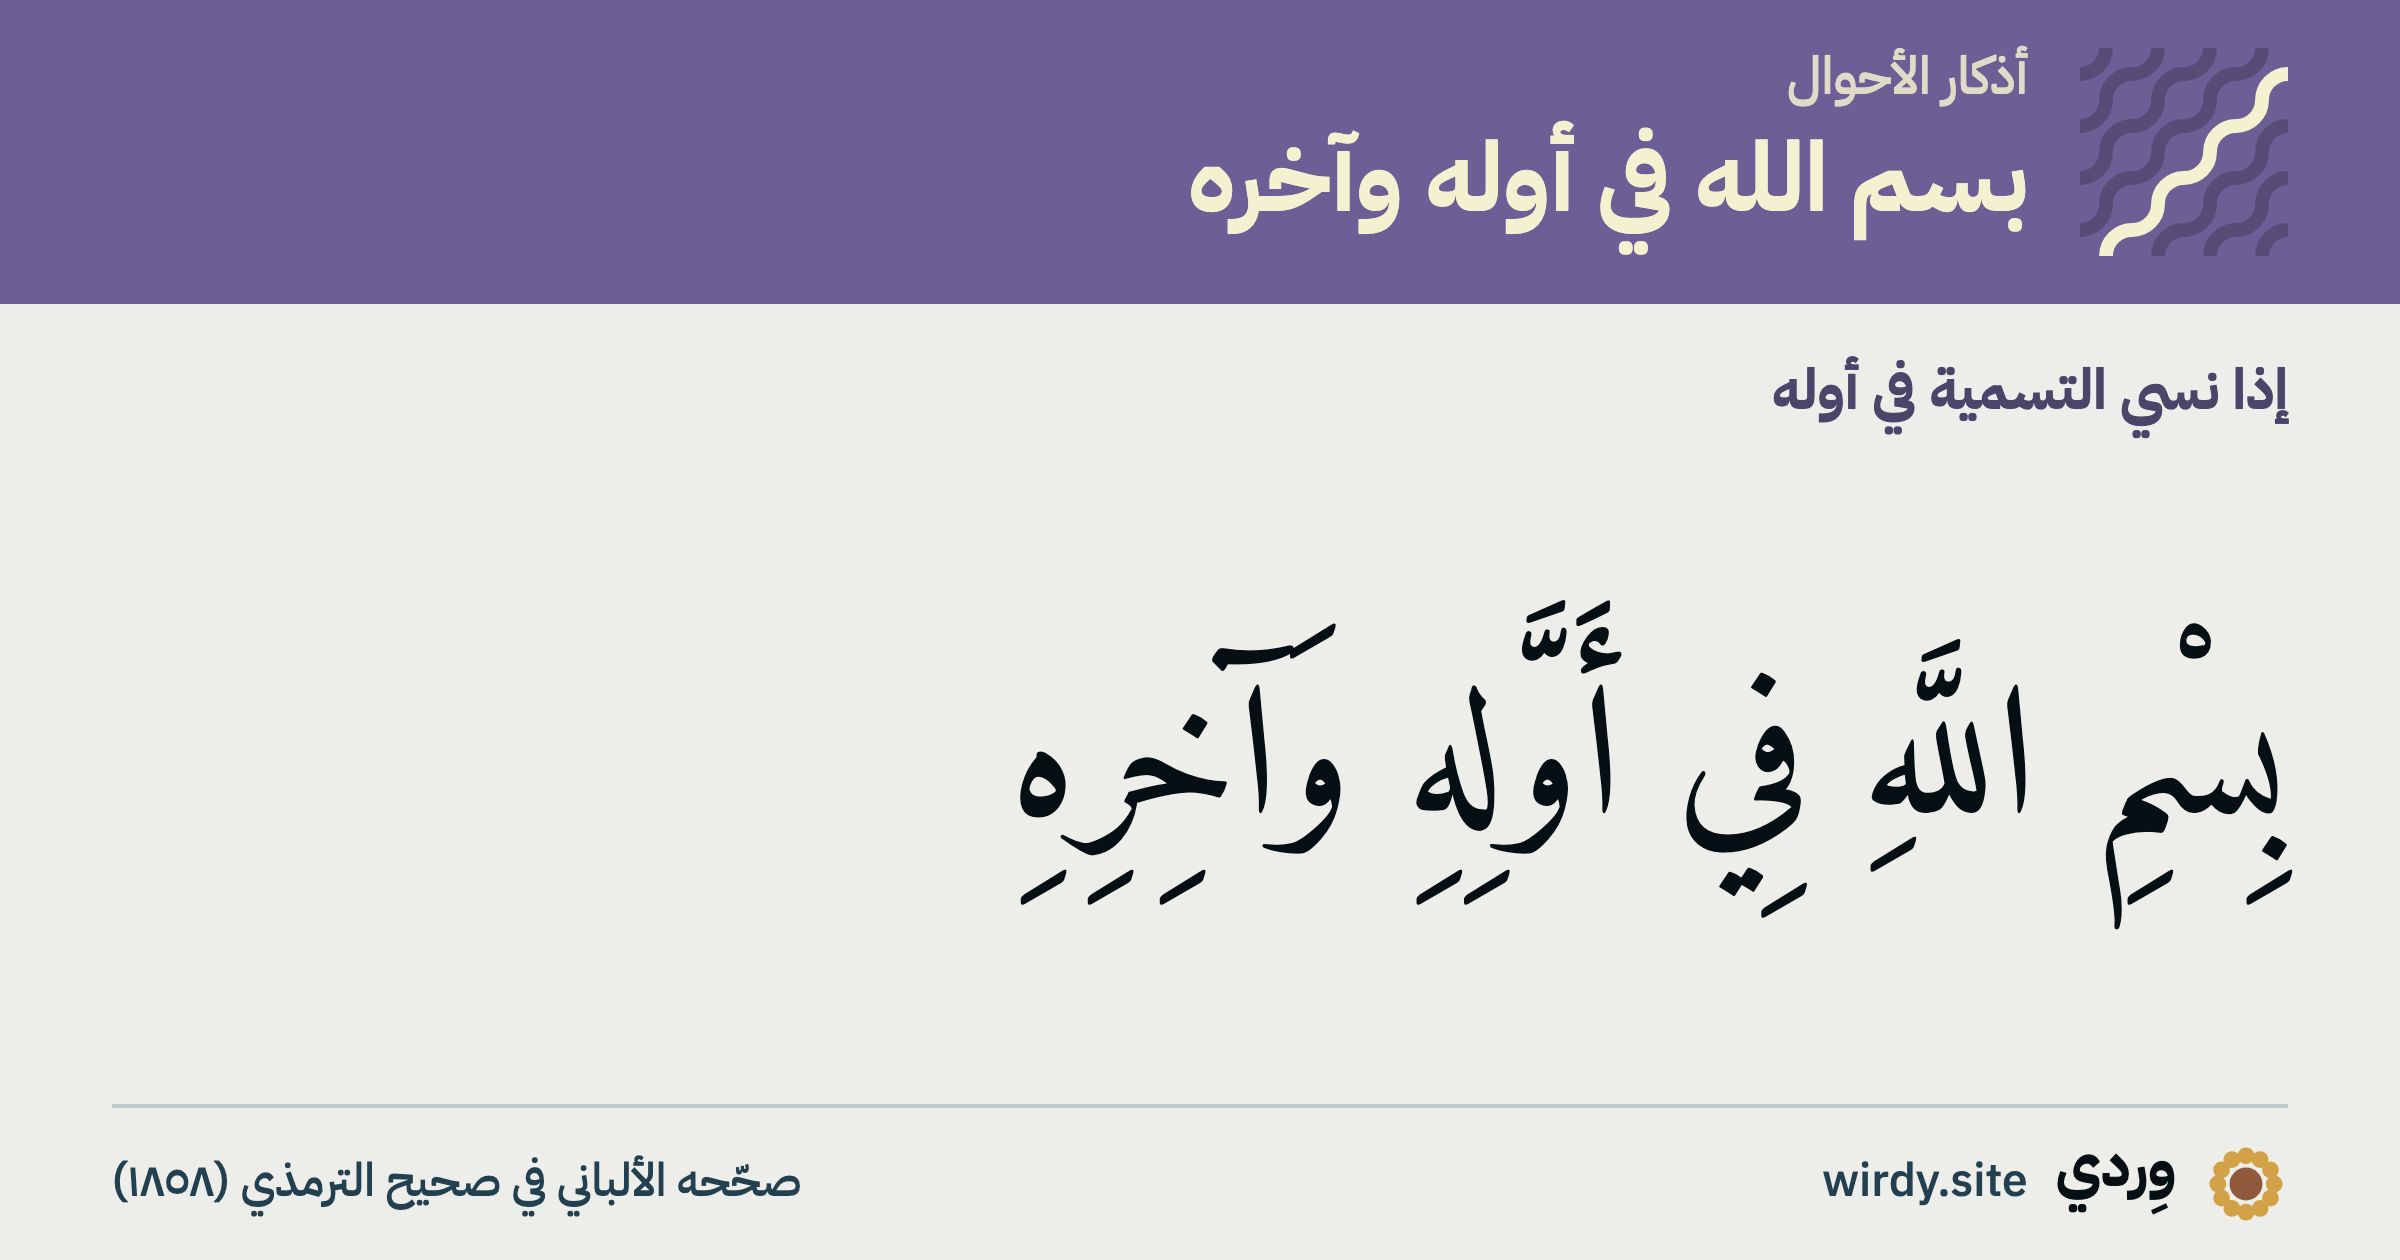 أذكار الأحوال
بسم الله في أوله وآخره
إذا نسي التسمية في أوله
بِسْمِ اللَّهِ فِي أَوَّلِهِ وَآخِرِهِ
وِردي wirdy.site
صحّحه الألباني في صحيح الترمذي (١٨٥٨)